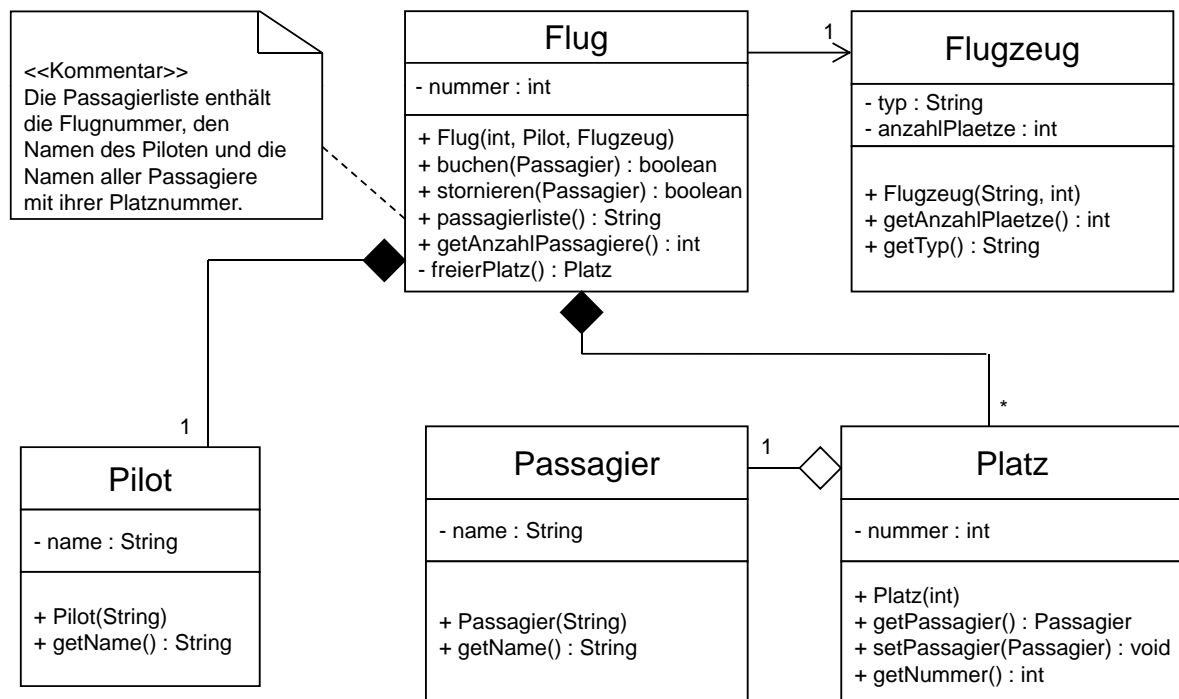 <<Kommentar>>
Die Passagierliste enthält
die Flugnummer, den
Namen des Piloten und die
Namen aller Passagiere
mit ihrer Platznummer.
Flug
- nummer : int
+ Flug(int, Pilot, Flugzeug)
+ buchen(Passagier) : boolean
+ stornieren(Passagier) : boolean
+ passagierliste() : String
+ getAnzahlPassagiere() : int
- freierPlatz() : Platz
1
Flugzeug
- typ : String
- anzahlPlaetze : int
+ Flugzeug(String, int)
+ getAnzahlPlaetze() : int
+ getTyp() : String
1
Pilot
- name : String
+ Pilot(String)
+ getName() : String
Passagier
- name : String
+ Passagier(String)
+ getName() : String
1
*
Platz
- nummer : int
+ Platz(int)
+ getPassagier() : Passagier
+ setPassagier(Passagier) : void
+ getNummer() : int